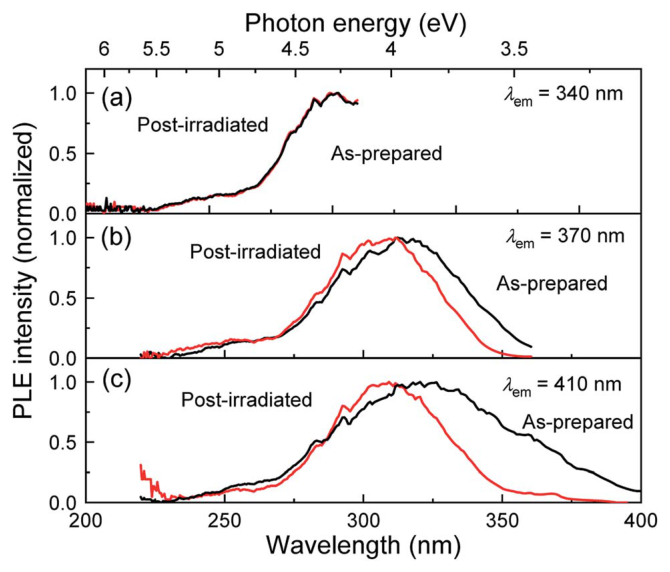 Photon energy (eV)
6 5.5 5 4.5 4 3.5
PLE intensity (normalized)
(a)
λem = 340 nm
Post-irradiated
As-prepared
1.0
0.5
0.0
(b)
λem = 370 nm
Post-irradiated
As-prepared
1.0
0.5
0.0
(c)
λem = 410 nm
Post-irradiated
As-prepared
1.0
0.5
0.0
200 250 300 350 400
Wavelength (nm)